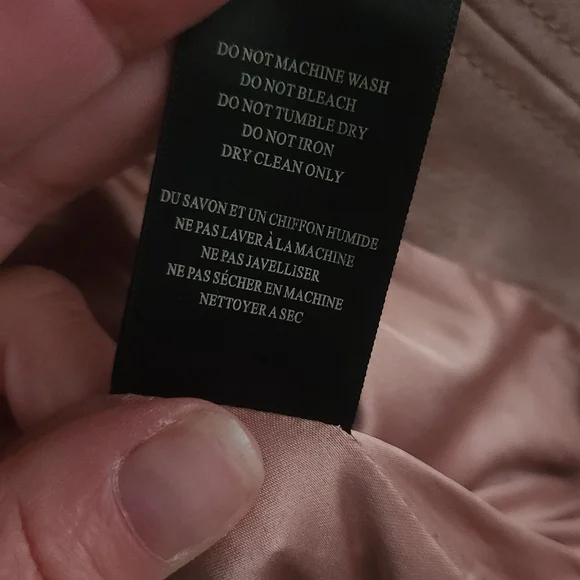 DO NOT MACHINE WASH
DO NOT BLEACH
DO NOT TUMBLE DRY
DO NOT IRON
DRY CLEAN ONLY
DU SAVON ET UN CHIFFON HUMIDE
NE PAS LAVER À LA MACHINE
NE PAS JAVELLISER
NE PAS SÉCHER EN MACHINE
NETTOYER A SEC